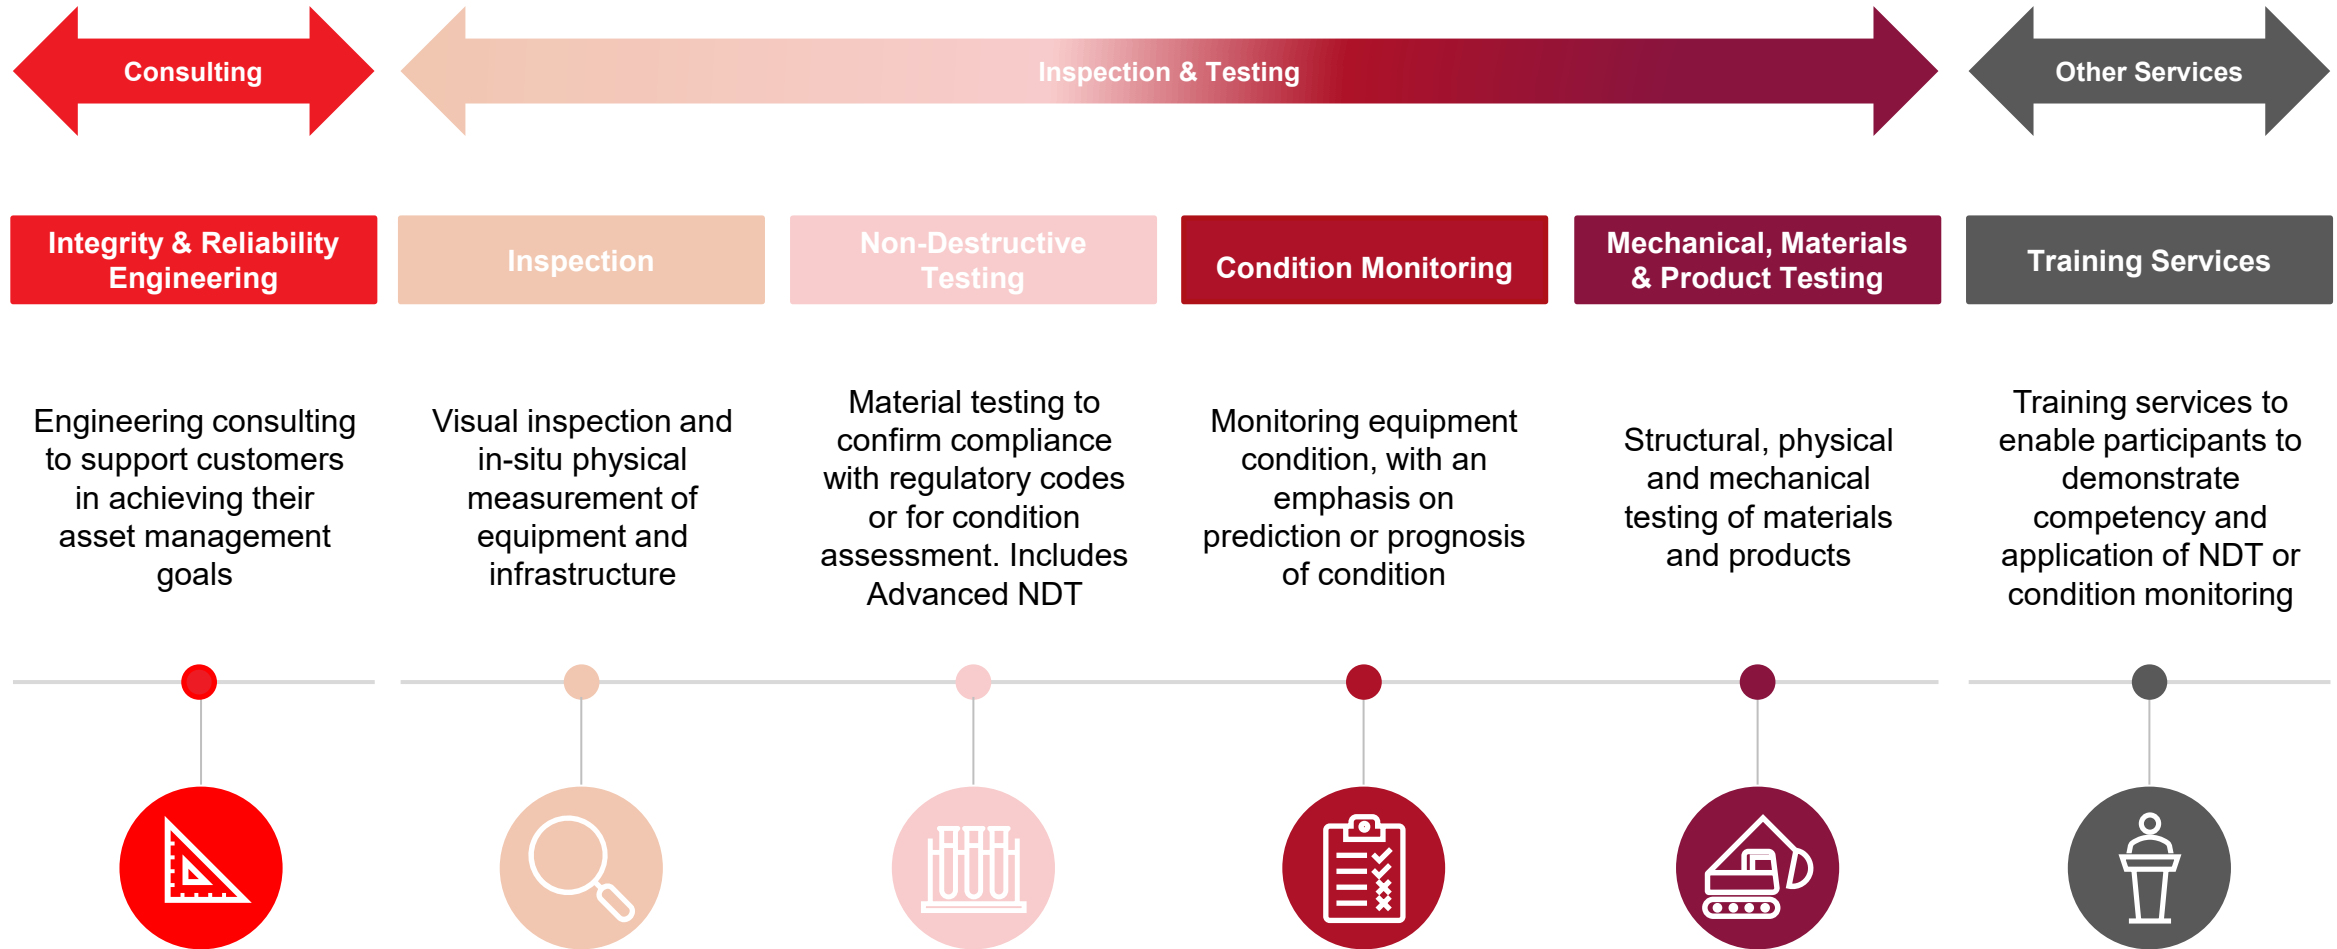 Consulting
Inspection & Testing
Other Services
Integrity & Reliability
Engineering
Inspection
Non-Destructive
Testing
Condition Monitoring
Mechanical, Materials
& Product Testing
Training Services
Engineering consulting
to support customers
in achieving their
asset management
goals
Visual inspection and
in-situ physical
measurement of
equipment and
infrastructure
Material testing to
confirm compliance
with regulatory codes
or for condition
assessment. Includes
Advanced NDT
Monitoring equipment
condition, with an
emphasis on
prediction or prognosis
of condition
Structural, physical
and mechanical
testing of materials
and products
Training services to
enable participants to
demonstrate
competency and
application of NDT or
condition monitoring